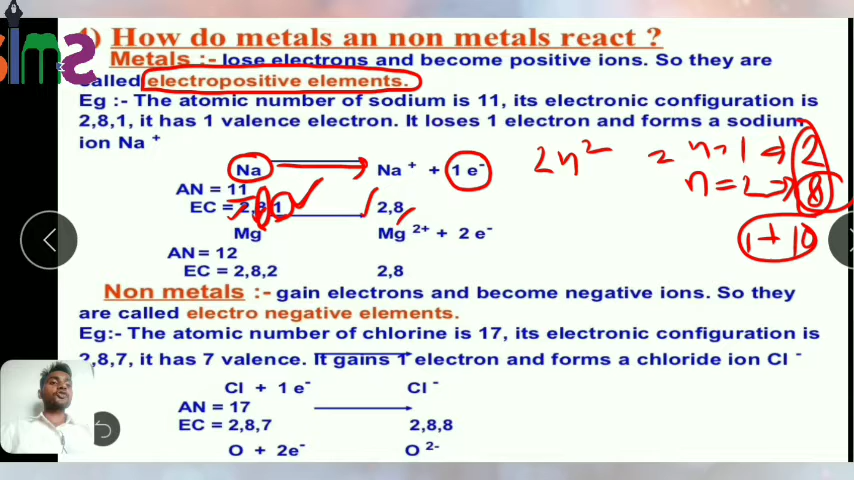 4) How do metals an non metals react ?
Metals :- lose electrons and become positive ions. So they are
called electropositive elements.
Eg :- The atomic number of sodium is 11, its electronic configuration is
2,8,1, it has 1 valence electron. It loses 1 electron and forms a sodium
ion Na +
Na Na + + 1 e-
AN = 11
EC = 2,8,1 2,8
Mg Mg 2+ + 2 e-
AN = 12
EC = 2,8,2 2,8
Non metals :- gain electrons and become negative ions. So they
are called electro negative elements.
Eg:- The atomic number of chlorine is 17, its electronic configuration is
2,8,7, it has 7 valence. It gains 1 electron and forms a chloride ion Cl -
Cl + 1 e- Cl -
AN = 17
EC = 2,8,7 2,8,8
O + 2e- O 2-
2n2
n=1 => 2
n=2 => 8
1+10